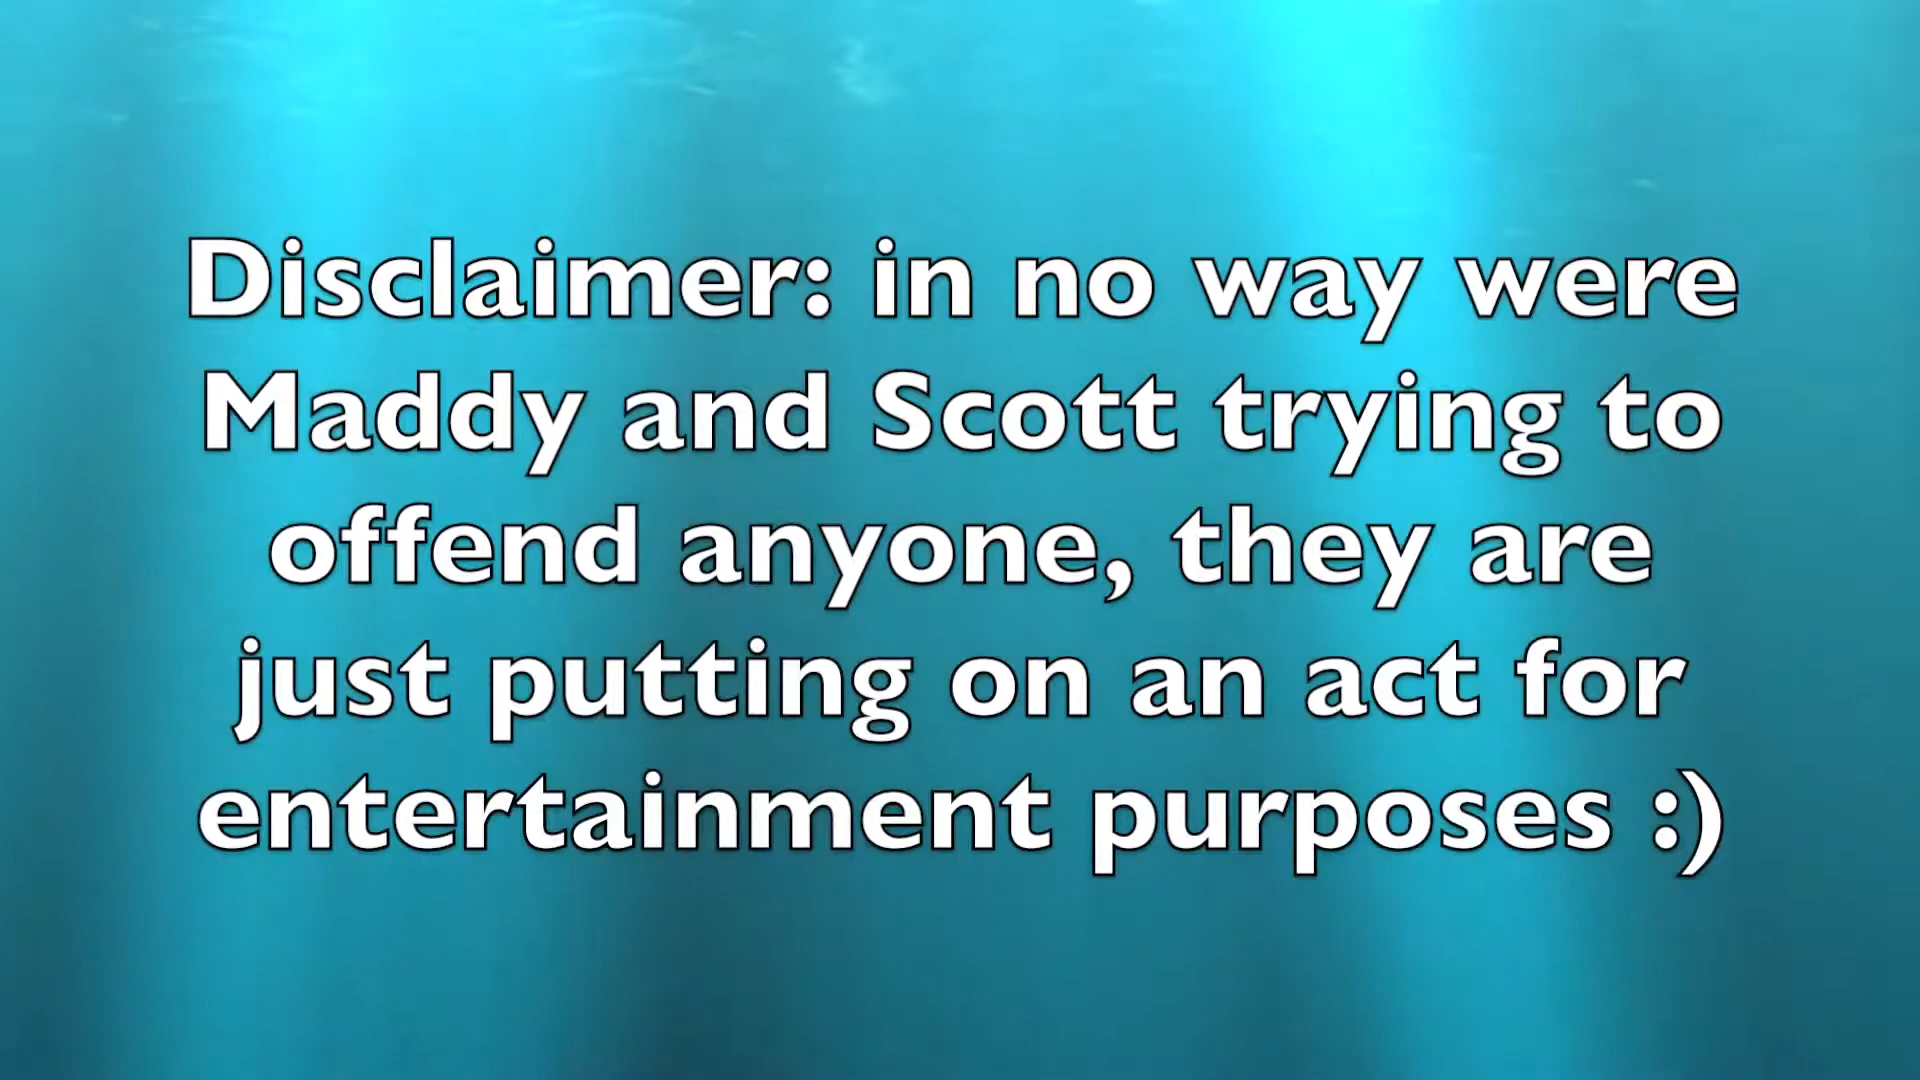 Disclaimer: in no way were
Maddy and Scott trying to
offend anyone, they are
just putting on an act for
entertainment purposes :)